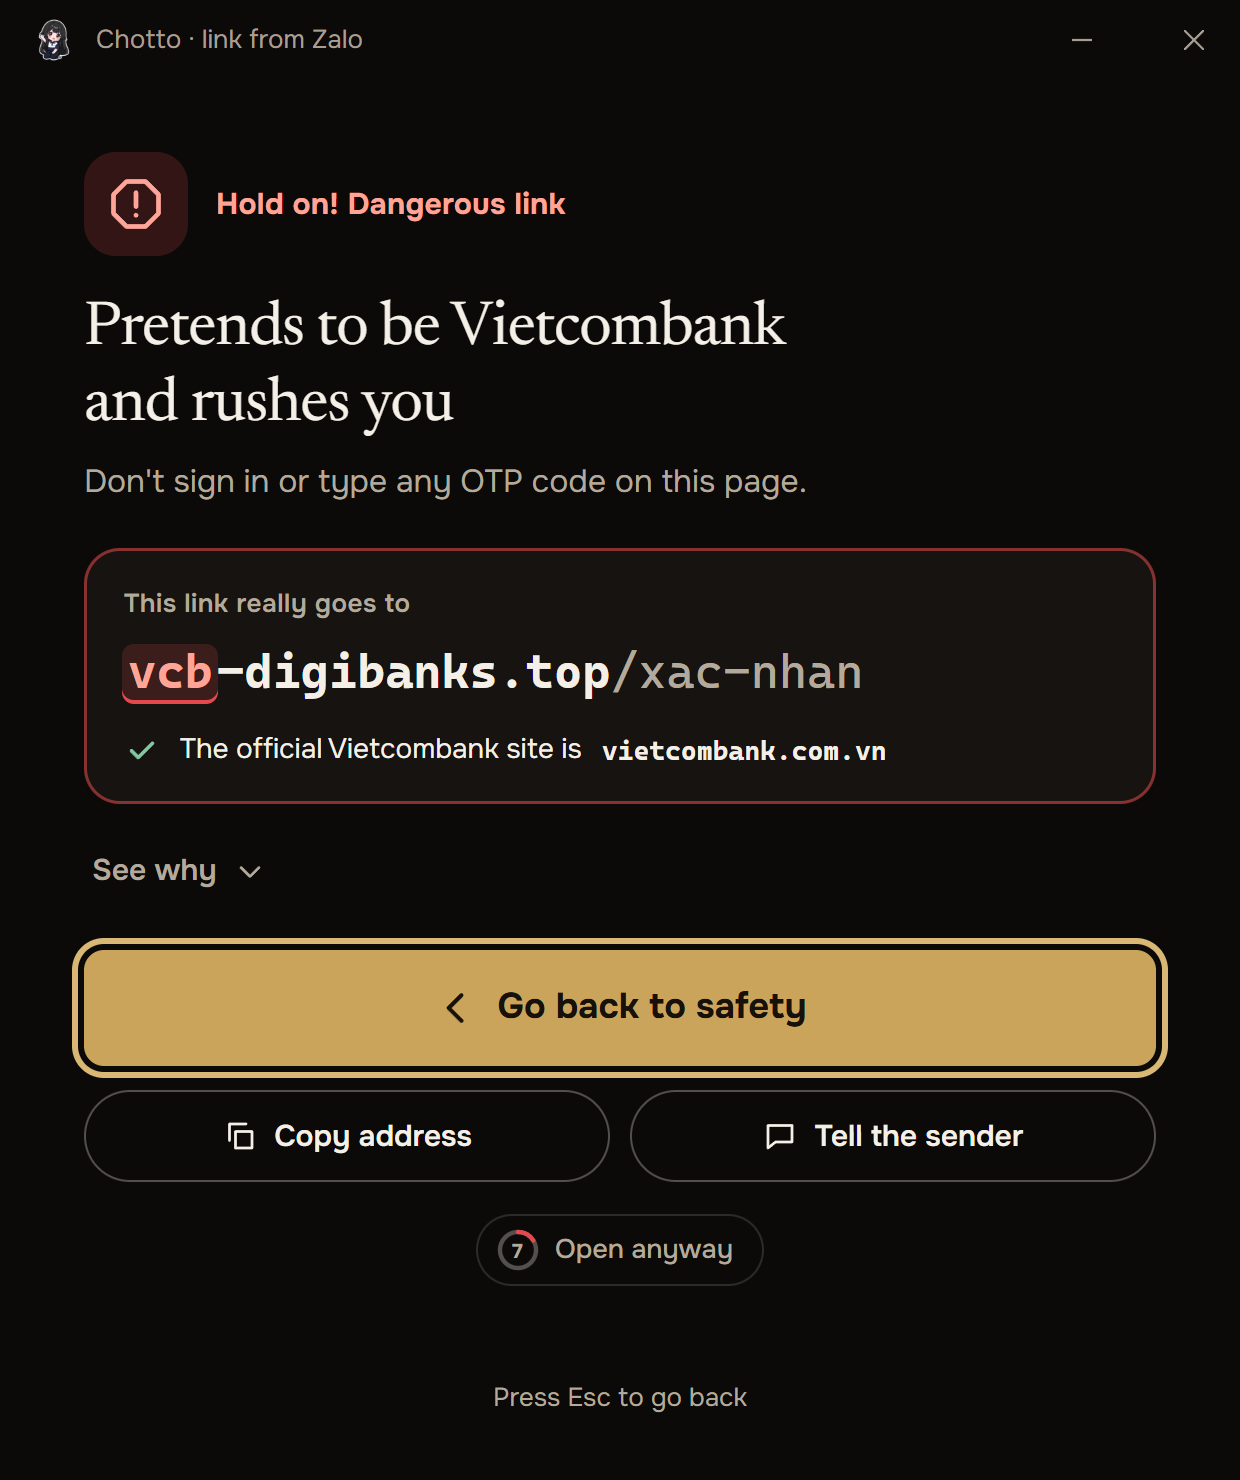 Chotto · link from Zalo
Hold on! Dangerous link
Pretends to be Vietcombank
and rushes you
Don't sign in or type any OTP code on this page.
This link really goes to
vcb-digibanks.top/xac-nhan
The official Vietcombank site is vietcombank.com.vn
See why
Go back to safety
Copy address
Tell the sender
7 Open anyway
Press Esc to go back